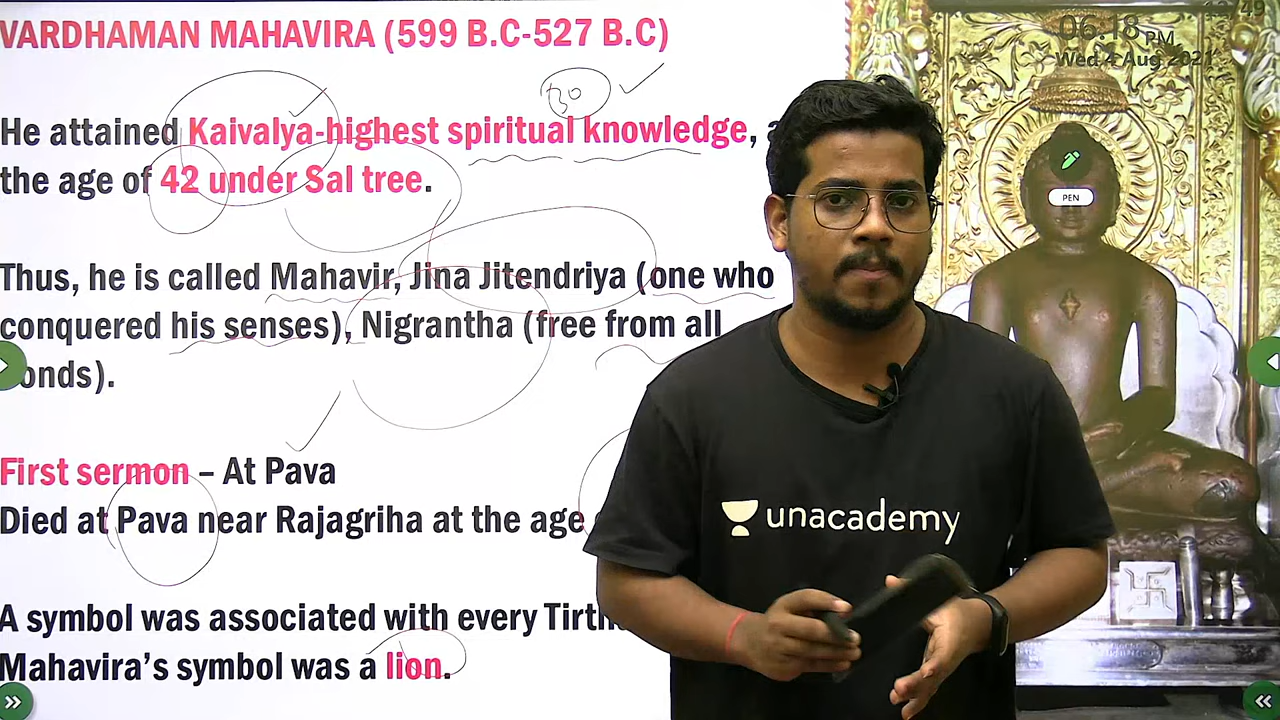 VARDHAMAN MAHAVIRA (599 B.C-527 B.C)
06:18 PM
Wed 4 Aug 2021
30
He attained Kaivalya-highest spiritual knowledge,
the age of 42 under Sal tree.
PEN
Thus, he is called Mahavir, Jina Jitendriya (one who
conquered his senses), Nigrantha (free from all
onds).
First sermon – At Pava
Died at Pava near Rajagriha at the age
unacademy
A symbol was associated with every
Mahavira's symbol was a lion.